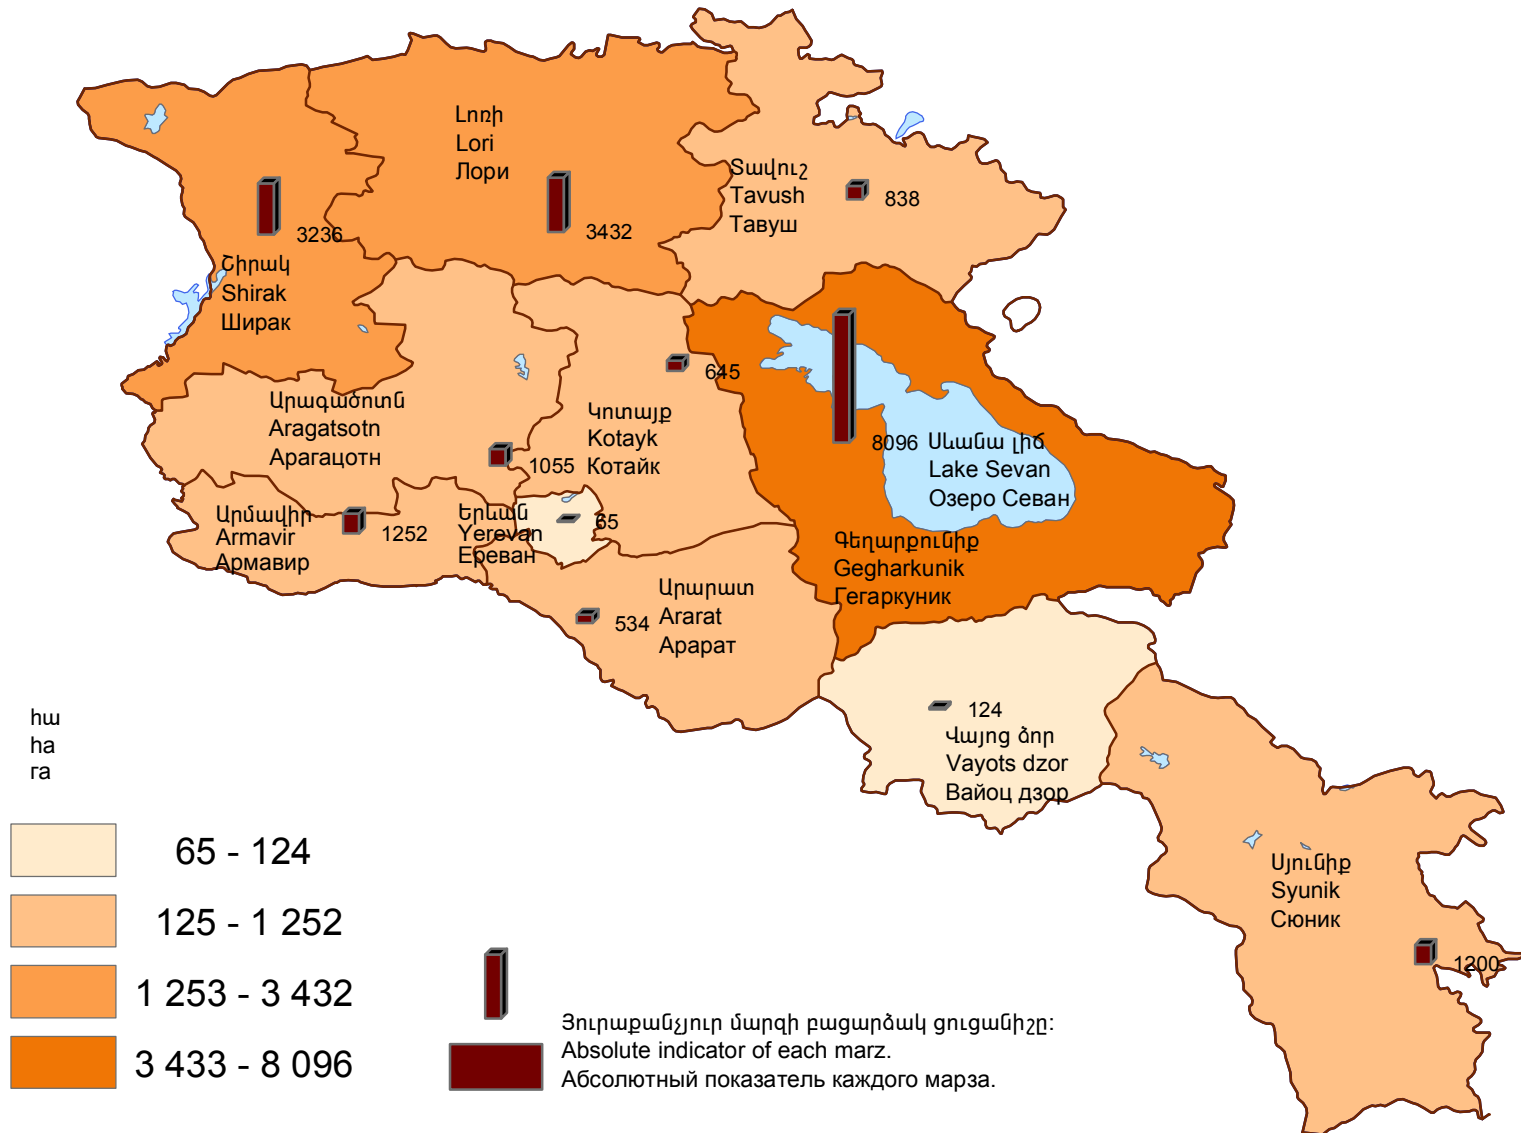 Լոռի
Lori
Лори
3432
Տավուշ
Tavush
Тавуш
838
3236
Շիրակ
Shirak
Ширак
645
Արագածոտն
Aragatsotn
Арагацотн
1055
Կոտայք
Kotayk
Котайк
8096
Սևանա լիճ
Lake Sevan
Озеро Севан
Արմավիր
Armavir
Армавир
1252
Երևան
Yerevan
Ереван
65
Գեղարքունիք
Gegharkunik
Гегаркуник
534
Արարատ
Ararat
Арарат
124
Վայոց ձոր
Vayots dzor
Вайоц дзор
Սյունիք
Syunik
Сюник
1200
հա
ha
га
65 - 124
125 - 1 252
1 253 - 3 432
3 433 - 8 096
Յուրաքանչյուր մարզի բացարձակ ցուցանիշը:
Absolute indicator of each marz.
Абсолютный показатель каждого марза.